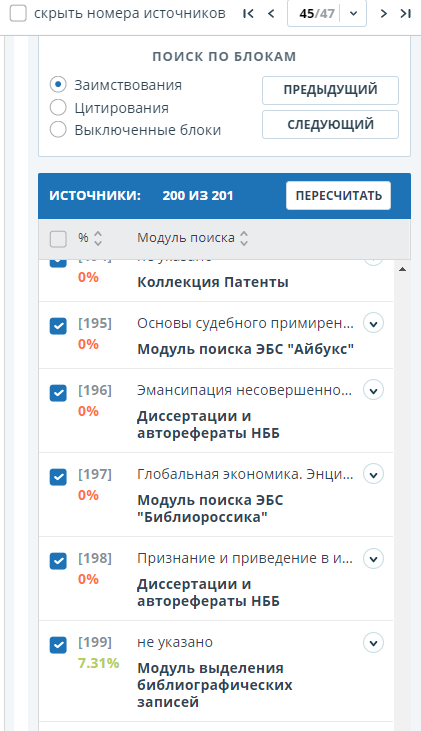 скрыть номера источников
45/47
ПОИСК ПО БЛОКАМ
Заимствования
Цитирования
Выключенные блоки
ПРЕДЫДУЩИЙ
СЛЕДУЮЩИЙ
ИСТОЧНИКИ: 200 ИЗ 201
ПЕРЕСЧИТАТЬ
% Модуль поиска
0%
Коллекция Патенты
[195] Основы судебного примирен...
0%
Модуль поиска ЭБС "Айбукс"
[196] Эмансипация несовершенно...
0%
Диссертации и
авторефераты НББ
[197] Глобальная экономика. Энци...
0%
Модуль поиска ЭБС
"Библиороссика"
[198] Признание и приведение в и...
0%
Диссертации и
авторефераты НББ
[199] не указано
7.31%
Модуль выделения
библиографических
записей